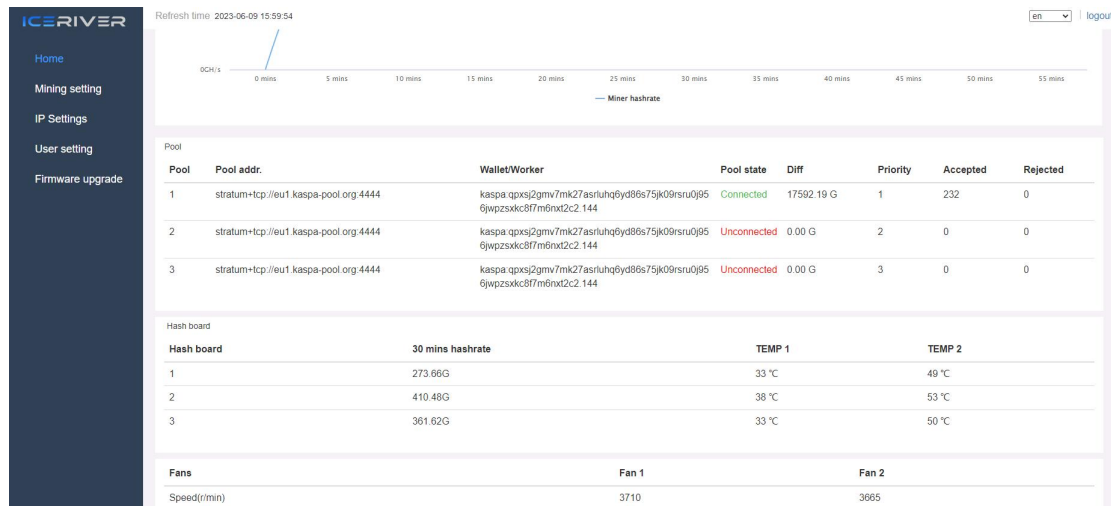 ICERIVER
Refresh time 2023-06-09 15:59:54
en
logout
Home
Mining setting
IP Settings
User setting
Firmware upgrade
0GH/s
0 mins 5 mins 10 mins 15 mins 20 mins 25 mins 30 mins 35 mins 40 mins 45 mins 50 mins 55 mins
Miner hashrate
Pool
Pool Pool addr. Wallet/Worker Pool state Diff Priority Accepted Rejected
1 stratum+tcp://eu1.kaspa-pool.org:4444 kaspa:qpxsj2gmv7mk27asrluhq6yd86s75jk09rsru0j95 Connected 17592.19 G 1 232 0
6jwpzsxkc8f7m6nxt2c2.144
2 stratum+tcp://eu1.kaspa-pool.org:4444 kaspa:qpxsj2gmv7mk27asrluhq6yd86s75jk09rsru0j95 Unconnected 0.00 G 2 0 0
6jwpzsxkc8f7m6nxt2c2.144
3 stratum+tcp://eu1.kaspa-pool.org:4444 kaspa:qpxsj2gmv7mk27asrluhq6yd86s75jk09rsru0j95 Unconnected 0.00 G 3 0 0
6jwpzsxkc8f7m6nxt2c2.144
Hash board
Hash board 30 mins hashrate TEMP 1 TEMP 2
1 273.66G 33 ℃ 49 ℃
2 410.48G 38 ℃ 53 ℃
3 361.62G 33 ℃ 50 ℃
Fans Fan 1 Fan 2
Speed(r/min) 3710 3665